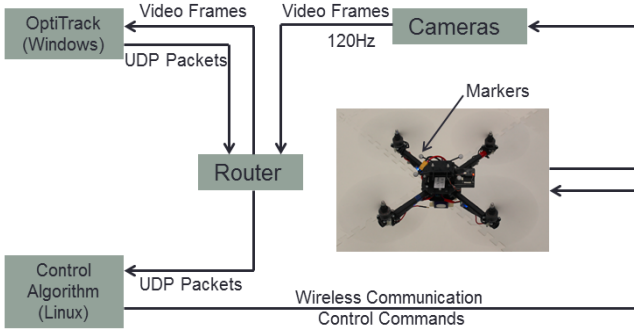 OptiTrack
(Windows)
Video Frames
UDP Packets
Video Frames
120Hz
Cameras
Markers
Router
Control
Algorithm
(Linux)
UDP Packets
Wireless Communication
Control Commands